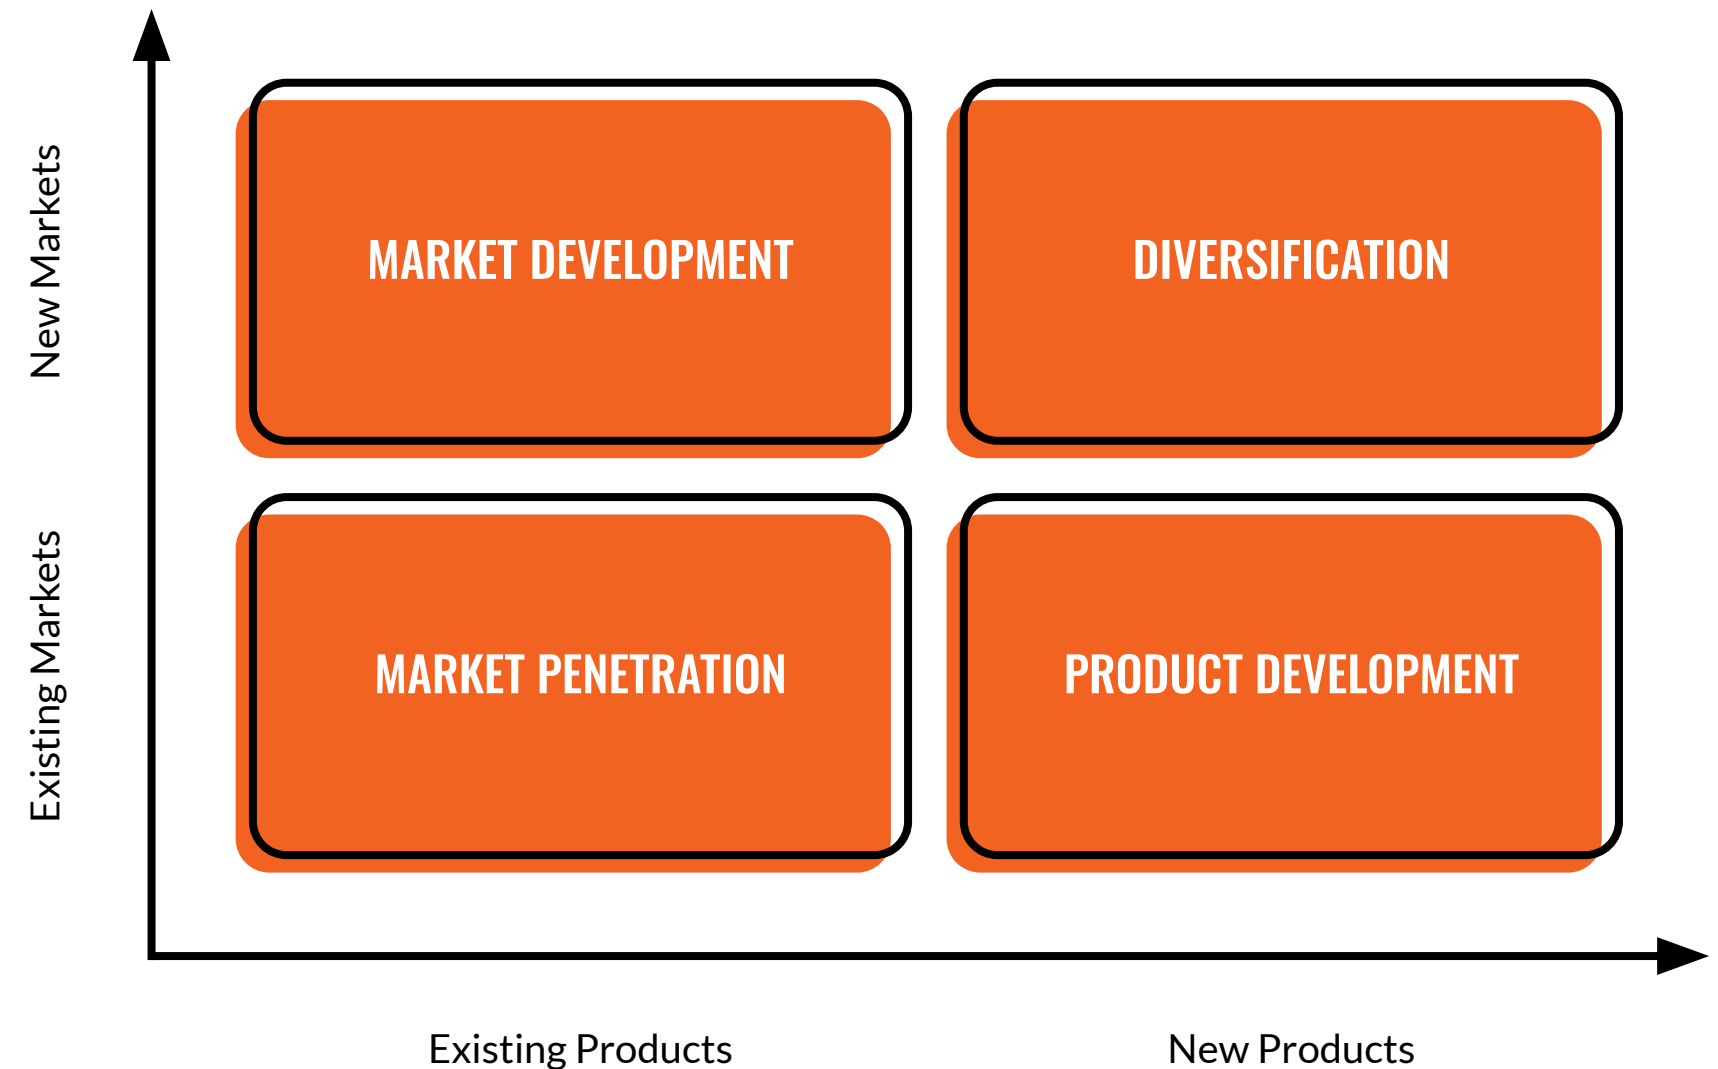 New Markets
MARKET DEVELOPMENT
DIVERSIFICATION
Existing Markets
MARKET PENETRATION
PRODUCT DEVELOPMENT
Existing Products
New Products